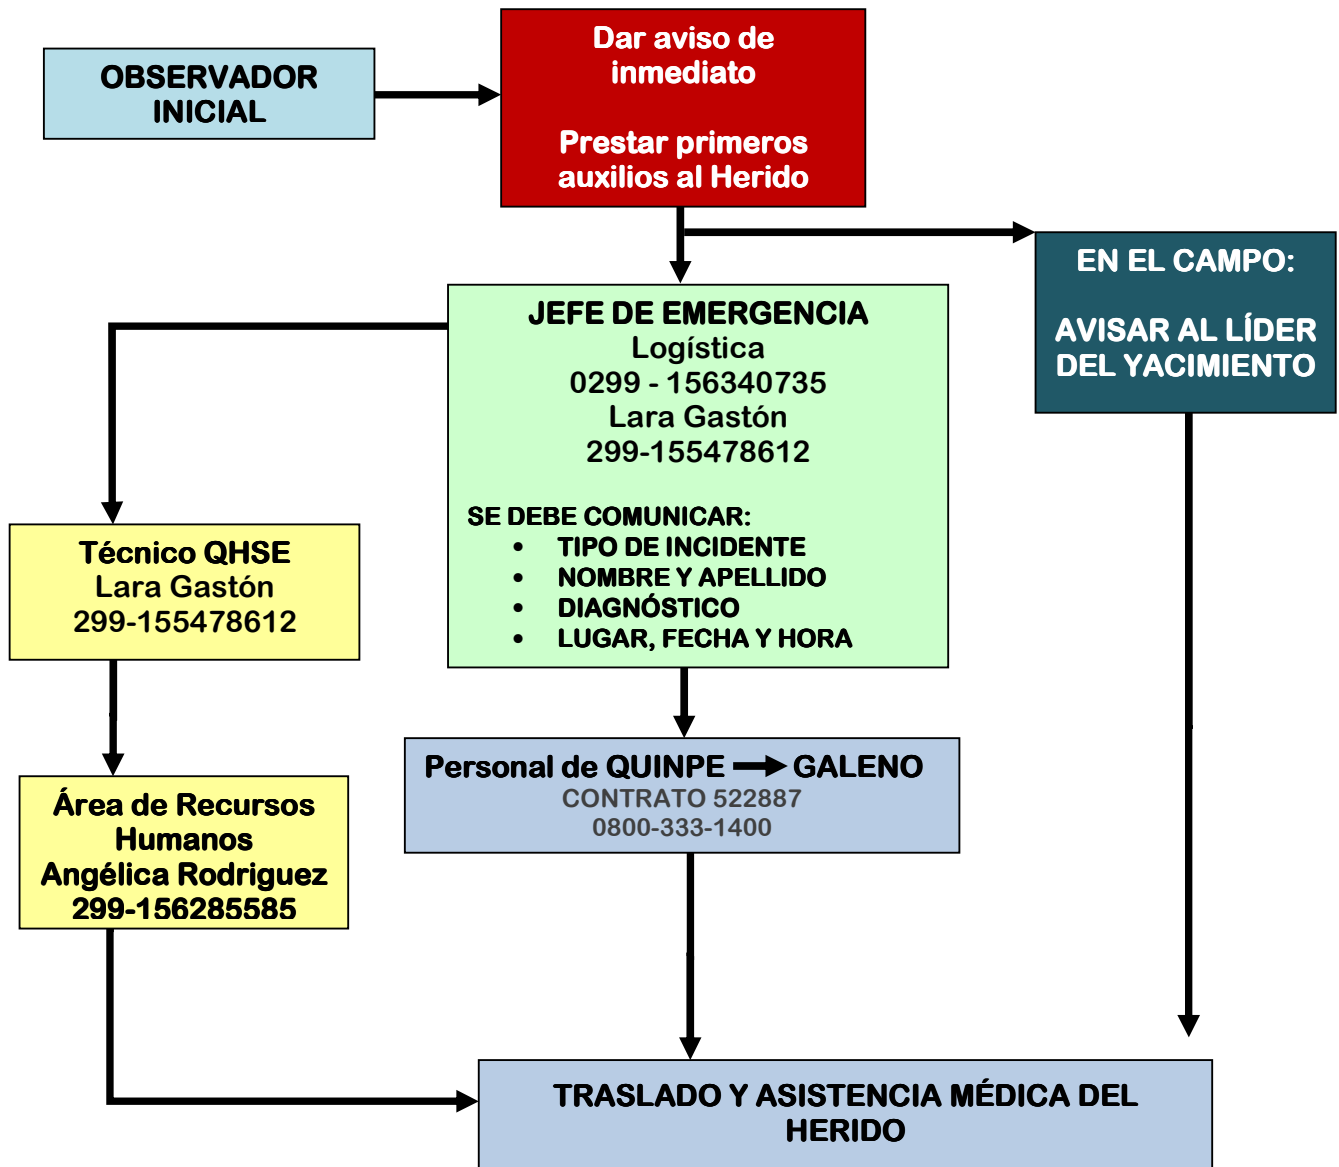 OBSERVADOR
INICIAL
Dar aviso de
inmediato
Prestar primeros
auxilios al Herido
EN EL CAMPO:
AVISAR AL LÍDER
DEL YACIMIENTO
JEFE DE EMERGENCIA
Logística
0299 - 156340735
Lara Gastón
299-155478612
SE DEBE COMUNICAR:
• TIPO DE INCIDENTE
• NOMBRE Y APELLIDO
• DIAGNÓSTICO
• LUGAR, FECHA Y HORA
Técnico QHSE
Lara Gastón
299-155478612
Área de Recursos
Humanos
Angélica Rodriguez
299-156285585
Personal de QUINPE → GALENO
CONTRATO 522887
0800-333-1400
TRASLADO Y ASISTENCIA MÉDICA DEL
HERIDO